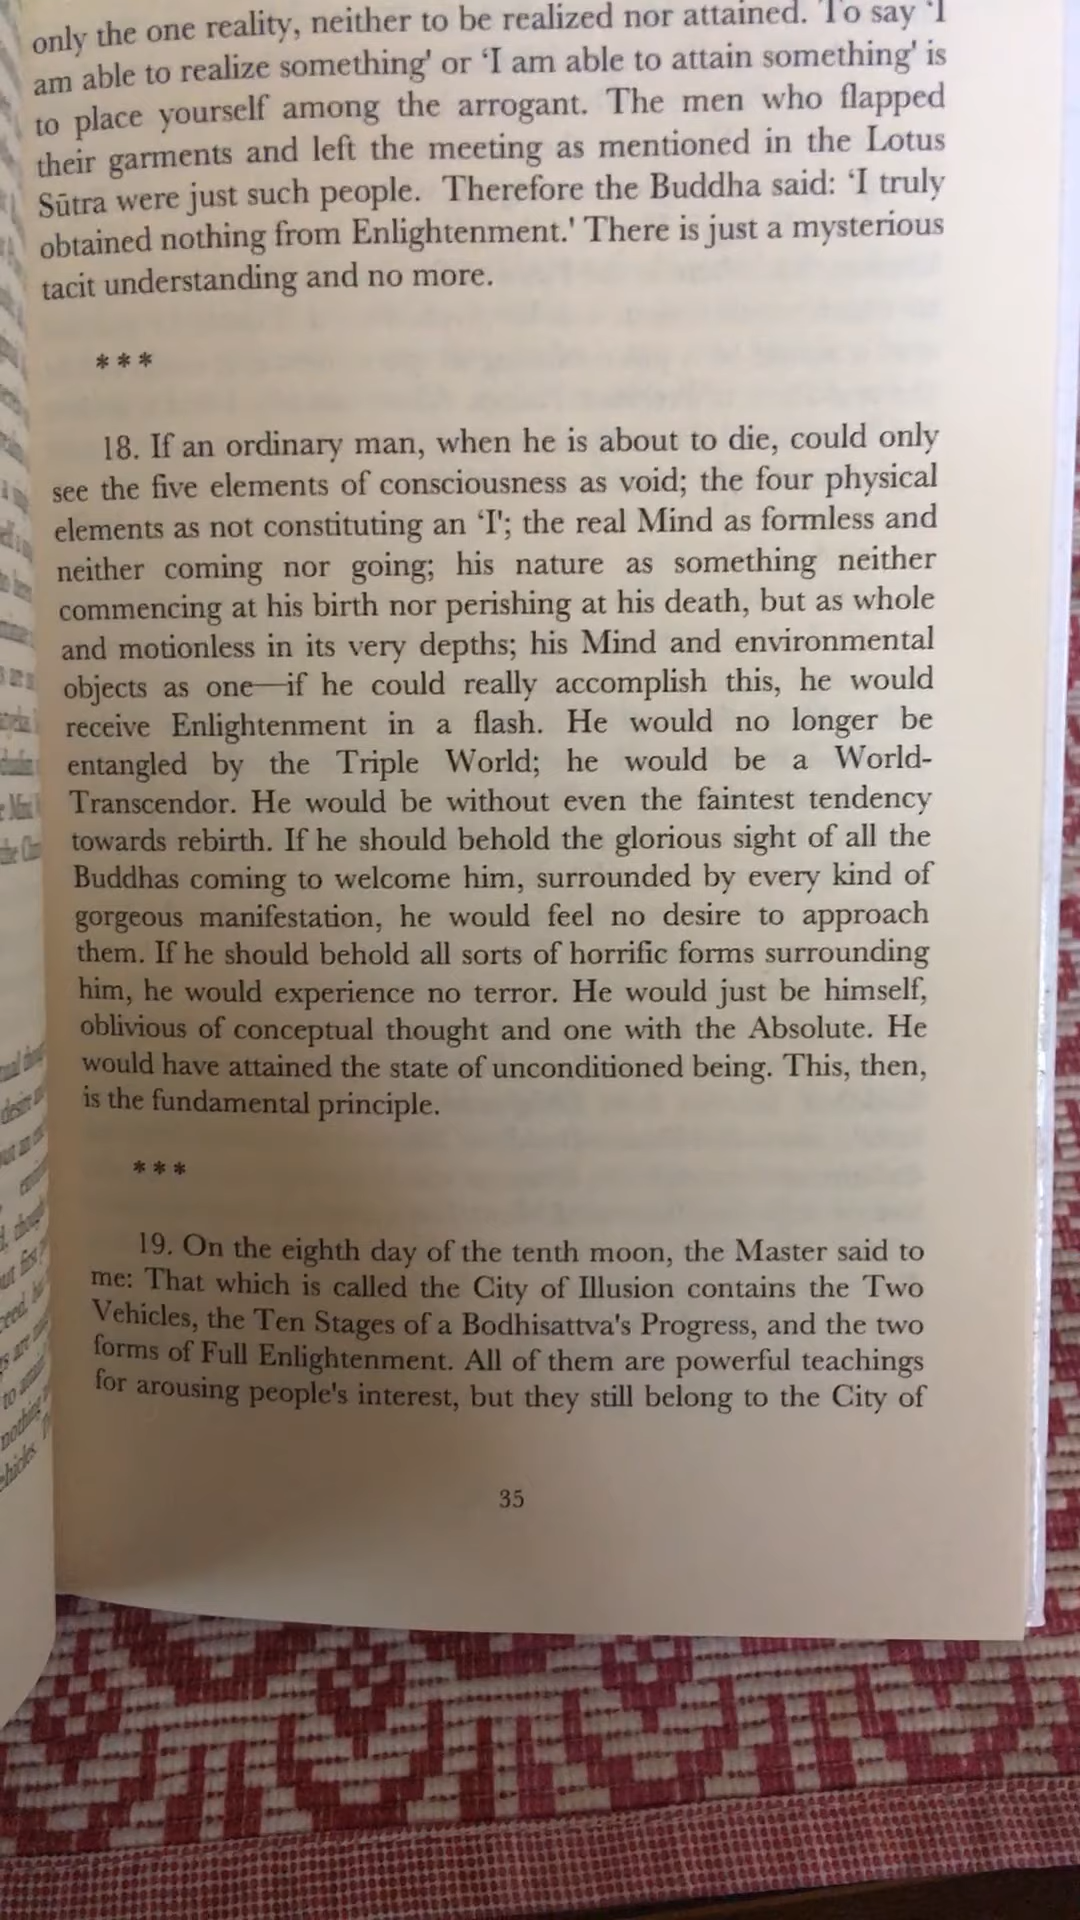 only the one reality, neither to be realized nor attained. To say 'I
am able to realize something' or 'I am able to attain something' is
to place yourself among the arrogant. The men who flapped
their garments and left the meeting as mentioned in the Lotus
Sūtra were just such people. Therefore the Buddha said: 'I truly
obtained nothing from Enlightenment.' There is just a mysterious
tacit understanding and no more.
***
18. If an ordinary man, when he is about to die, could only
see the five elements of consciousness as void; the four physical
elements as not constituting an 'I'; the real Mind as formless and
neither coming nor going; his nature as something neither
commencing at his birth nor perishing at his death, but as whole
and motionless in its very depths; his Mind and environmental
objects as one—if he could really accomplish this, he would
receive Enlightenment in a flash. He would no longer be
entangled by the Triple World; he would be a World-
Transcendor. He would be without even the faintest tendency
towards rebirth. If he should behold the glorious sight of all the
Buddhas coming to welcome him, surrounded by every kind of
gorgeous manifestation, he would feel no desire to approach
them. If he should behold all sorts of horrific forms surrounding
him, he would experience no terror. He would just be himself,
oblivious of conceptual thought and one with the Absolute. He
would have attained the state of unconditioned being. This, then,
is the fundamental principle.
***
19. On the eighth day of the tenth moon, the Master said to
me: That which is called the City of Illusion contains the Two
Vehicles, the Ten Stages of a Bodhisattva's Progress, and the two
forms of Full Enlightenment. All of them are powerful teachings
for arousing people's interest, but they still belong to the City of
35